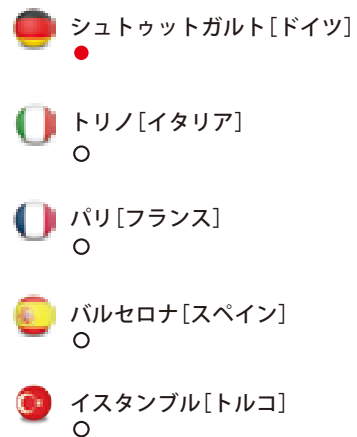 シュトゥットガルト[ドイツ]
●
トリノ[イタリア]
○
パリ[フランス]
○
バルセロナ[スペイン]
○
イスタンブル[トルコ]
○